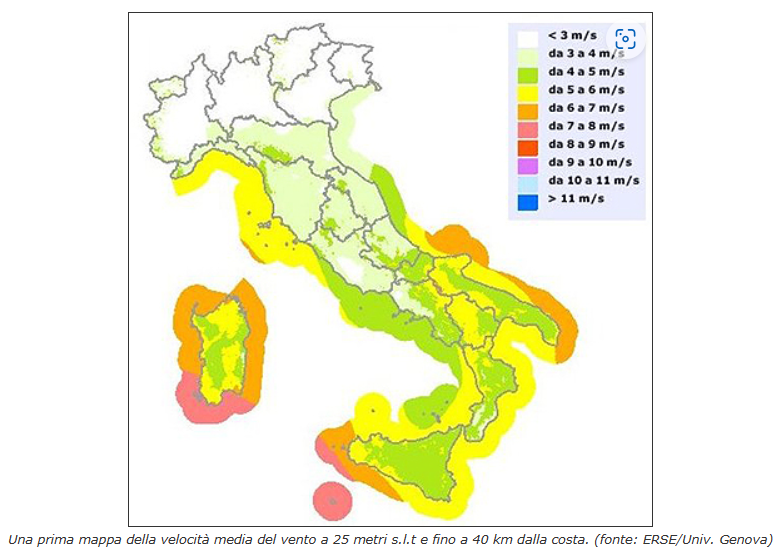 < 3 m/s
da 3 a 4 m/s
da 4 a 5 m/s
da 5 a 6 m/s
da 6 a 7 m/s
da 7 a 8 m/s
da 8 a 9 m/s
da 9 a 10 m/s
da 10 a 11 m/s
> 11 m/s
Una prima mappa della velocità media del vento a 25 metri s.l.t e fino a 40 km dalla costa. (fonte: ERSE/Univ. Genova)